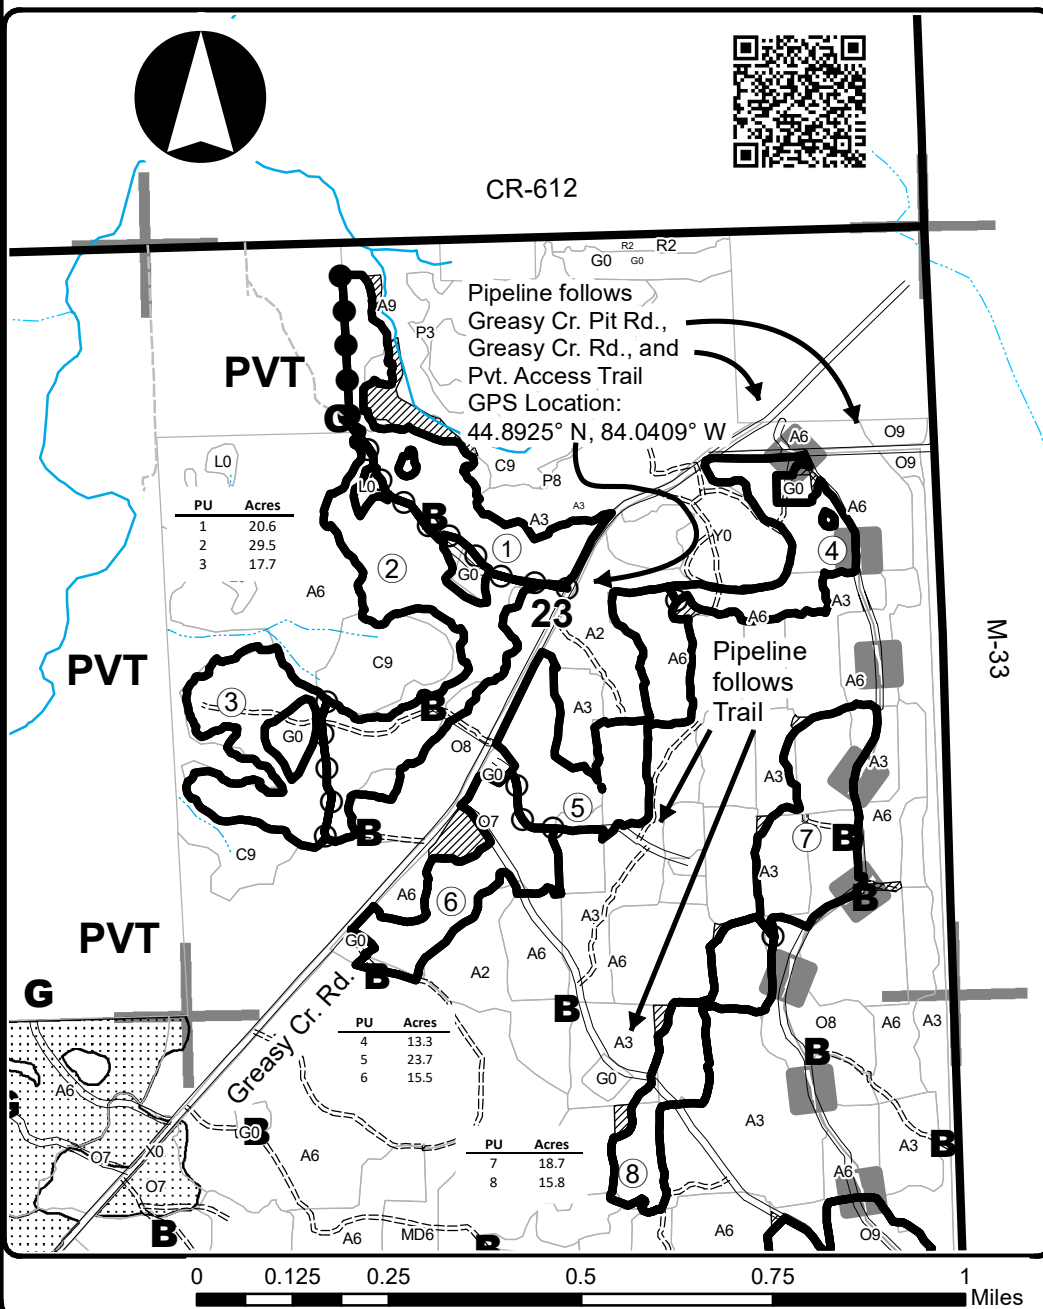 CR-612
R2
R2
G0
G0
A9
P3
Pipeline follows
Greasy Cr. Pit Rd.,
Greasy Cr. Rd., and
Pvt. Access Trail
GPS Location:
44.8925° N, 84.0409° W
PVT
G
A6
O9
O9
L0
L0
C9
P8
G0
A3
A3
A6
B
PU Acres
1 20.6
2 29.5
3 17.7
Y0
1
2
4
G0
A6
23
A3
A6
A2
M-33
PVT
C9
A6
Pipeline
follows
Trail
A6
3
B
A3
G0
O8
G0
A3
A3
5
A6
O7
B
7
B
C9
A3
A6
6
B
A3
PVT
G0
A6
A6
A2
B
G
B
O8
A6
A3
PU Acres
4 13.3
5 23.7
6 15.5
A3
B
Greasy Cr. Rd.
G0
A6
G0
B
A3
A3
B
X0
O7
A6
PU Acres
7 18.7
8 15.8
8
A6
O7
B
A6
MD6
B
A6
O9
0 0.125 0.25 0.5 0.75 1
Miles